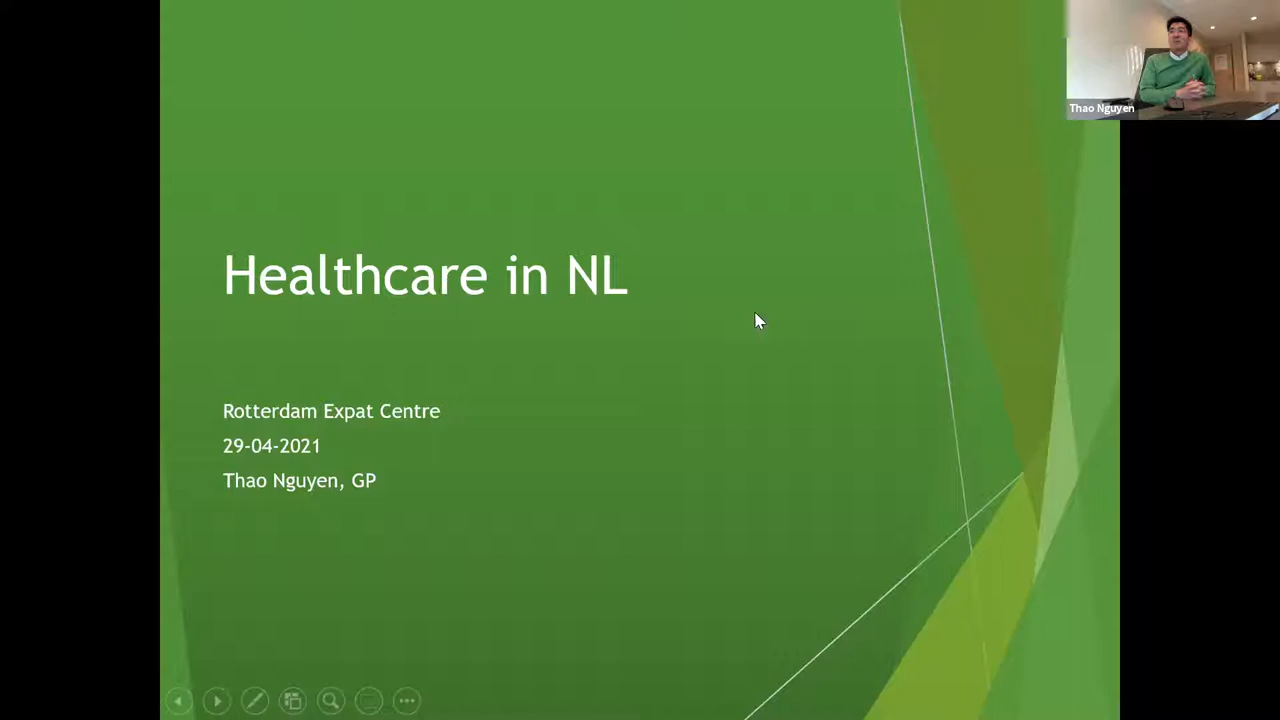 Thao Nguyen
Healthcare in NL
Rotterdam Expat Centre
29-04-2021
Thao Nguyen, GP